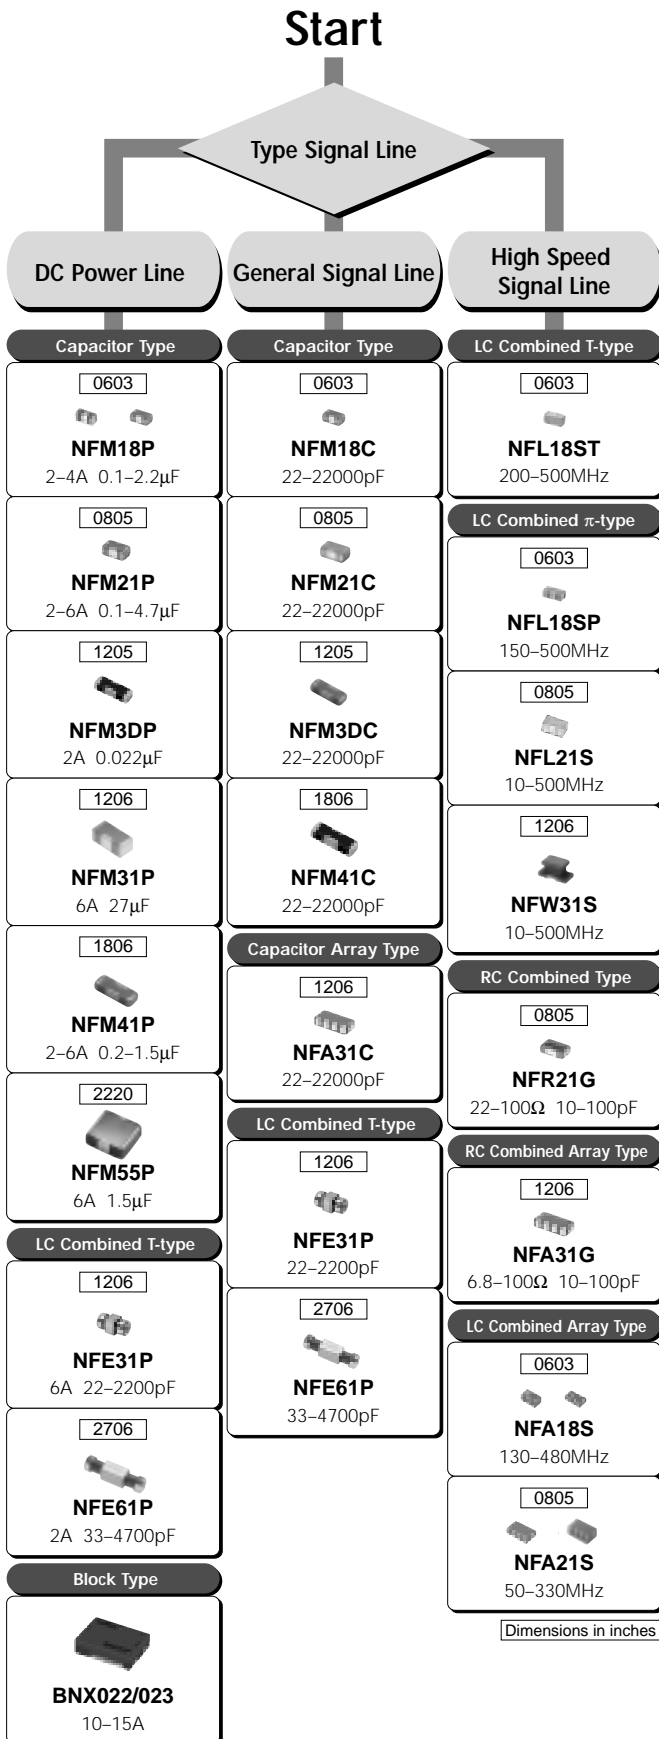 Start
Type Signal Line
DC Power Line
Capacitor Type
0603
NFM18P
2–4A 0.1–2.2μF
0805
NFM21P
2–6A 0.1–4.7μF
1205
NFM3DP
2A 0.022μF
1206
NFM31P
6A 27μF
1806
NFM41P
2–6A 0.2–1.5μF
2220
NFM55P
6A 1.5μF
LC Combined T-type
1206
NFE31P
6A 22–2200pF
2706
NFE61P
2A 33–4700pF
Block Type
BNX022/023
10–15A
General Signal Line
Capacitor Type
0603
NFM18C
22–22000pF
0805
NFM21C
22–22000pF
1205
NFM3DC
22–22000pF
1806
NFM41C
22–22000pF
Capacitor Array Type
1206
NFA31C
22–22000pF
LC Combined T-type
1206
NFE31P
22–2200pF
2706
NFE61P
33–4700pF
High Speed
Signal Line
LC Combined T-type
0603
NFL18ST
200–500MHz
LC Combined π-type
0603
NFL18SP
150–500MHz
0805
NFL21S
10–500MHz
1206
NFW31S
10–500MHz
RC Combined Type
0805
NFR21G
22–100Ω 10–100pF
RC Combined Array Type
1206
NFA31G
6.8–100Ω 10–100pF
LC Combined Array Type
0603
NFA18S
130–480MHz
0805
NFA21S
50–330MHz
Dimensions in inches